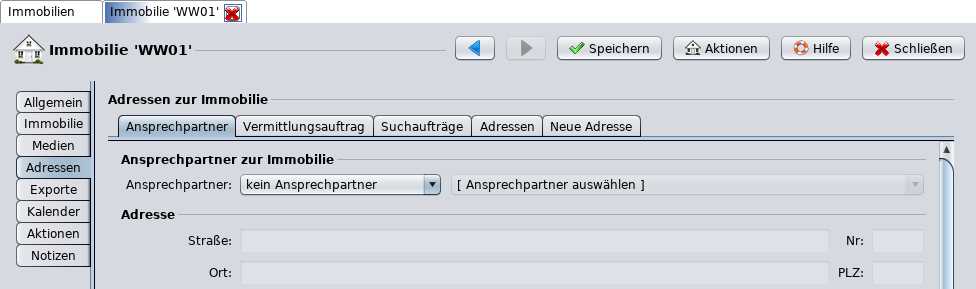 Immobilien Immobilie 'WW01'
Immobilie 'WW01' Speichern Aktionen Hilfe Schließen
Adressen zur Immobilie
Allgemein
Immobilie
Medien
Adressen
Exporte
Kalender
Aktionen
Notizen
Ansprechpartner Vermittlungsauftrag Suchaufträge Adressen Neue Adresse
Ansprechpartner zur Immobilie
Ansprechpartner: kein Ansprechpartner [ Ansprechpartner auswählen ]
Adresse
Straße: Nr:
Ort: PLZ: